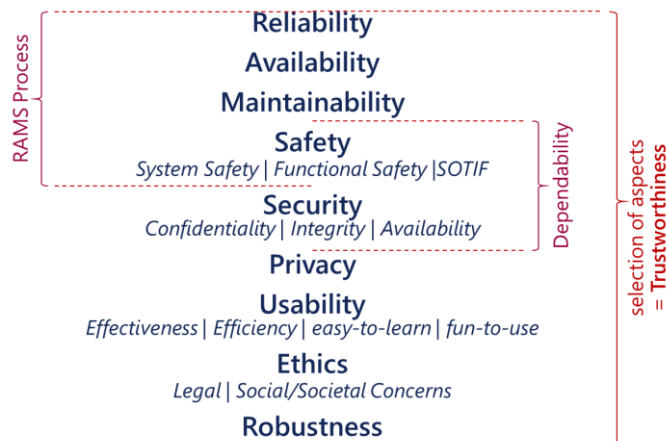 Reliability
Availability
Maintainability
Safety
System Safety | Functional Safety |SOTIF
Security
Confidentiality | Integrity | Availability
Privacy
Usability
Effectiveness | Efficiency | easy-to-learn | fun-to-use
Ethics
Legal | Social/Societal Concerns
Robustness
RAMS Process
Dependability
selection of aspects
= Trustworthiness